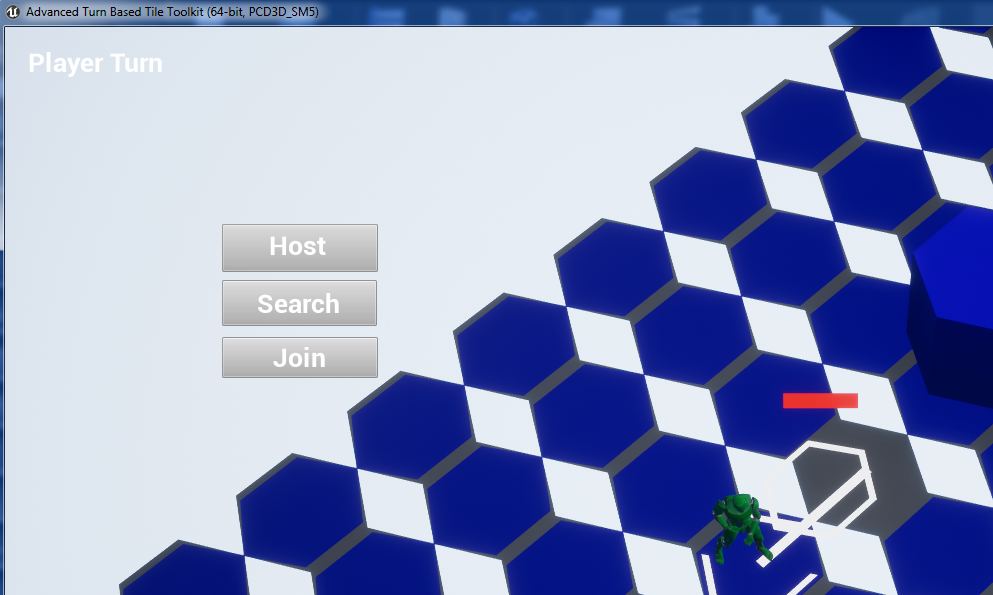 Advanced Turn Based Tile Toolkit (64-bit, PCD3D_SM5)
Player Turn
Host
Search
Join